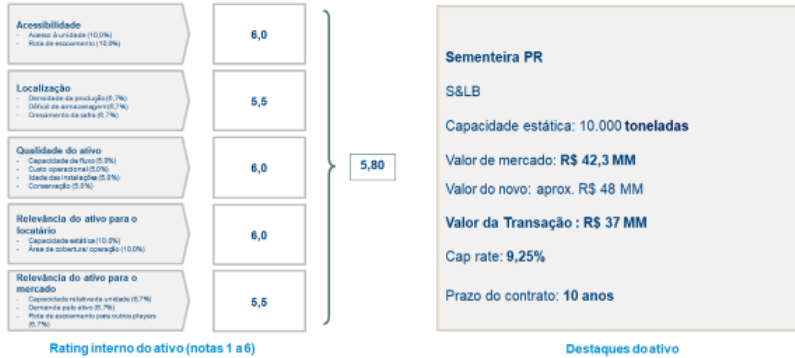 Acessibilidade
- Acesso à unidade (10,0%)
- Rota de escoamento (10,0%)
6,0
Localização
- Densidade da produção (6,7%)
- Déficit de armazenagem (6,7%)
- Crescimento da safra (6,7%)
5,5
Qualidade do ativo
- Capacidade de fluxo (5,0%)
- Custo operacional (5,0%)
- Idade das instalações (5,0%)
- Conservação (5,0%)
6,0
Relevância do ativo para o
locatário
- Capacidade estática (10,0%)
- Área de cobertura/ operação (10,0%)
6,0
Relevância do ativo para o
mercado
- Capacidade relativa da unidade (6,7%)
- Demanda pelo ativo (6,7%)
- Rota de escoamento para outros players
(6,7%)
5,5
5,80
Rating interno do ativo (notas 1 a 6)
Sementeira PR
S&LB
Capacidade estática: 10.000 toneladas
Valor de mercado: R$ 42,3 MM
Valor do novo: aprox. R$ 48 MM
Valor da Transação : R$ 37 MM
Cap rate: 9,25%
Prazo do contrato: 10 anos
Destaques do ativo